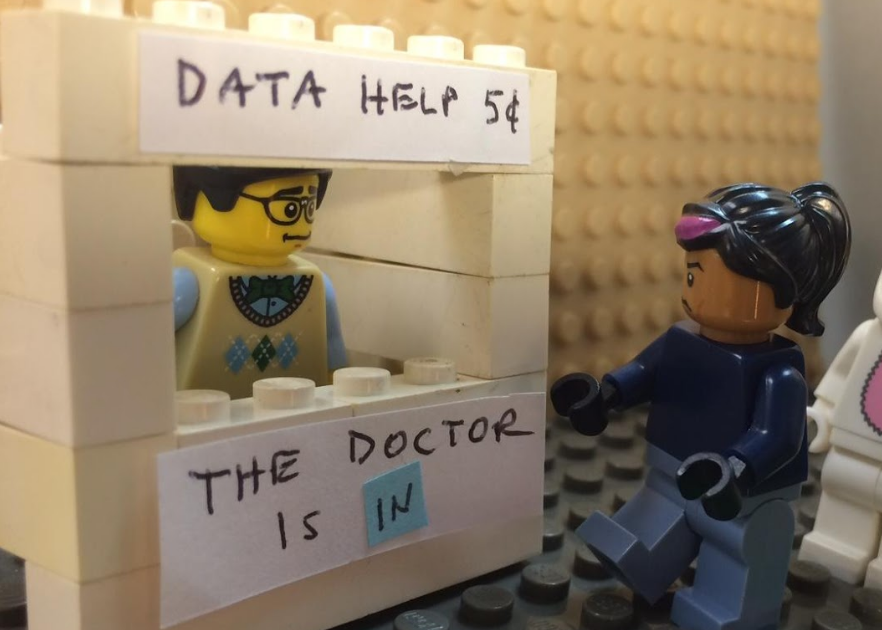 DATA HELP 5¢
THE DOCTOR
IS IN